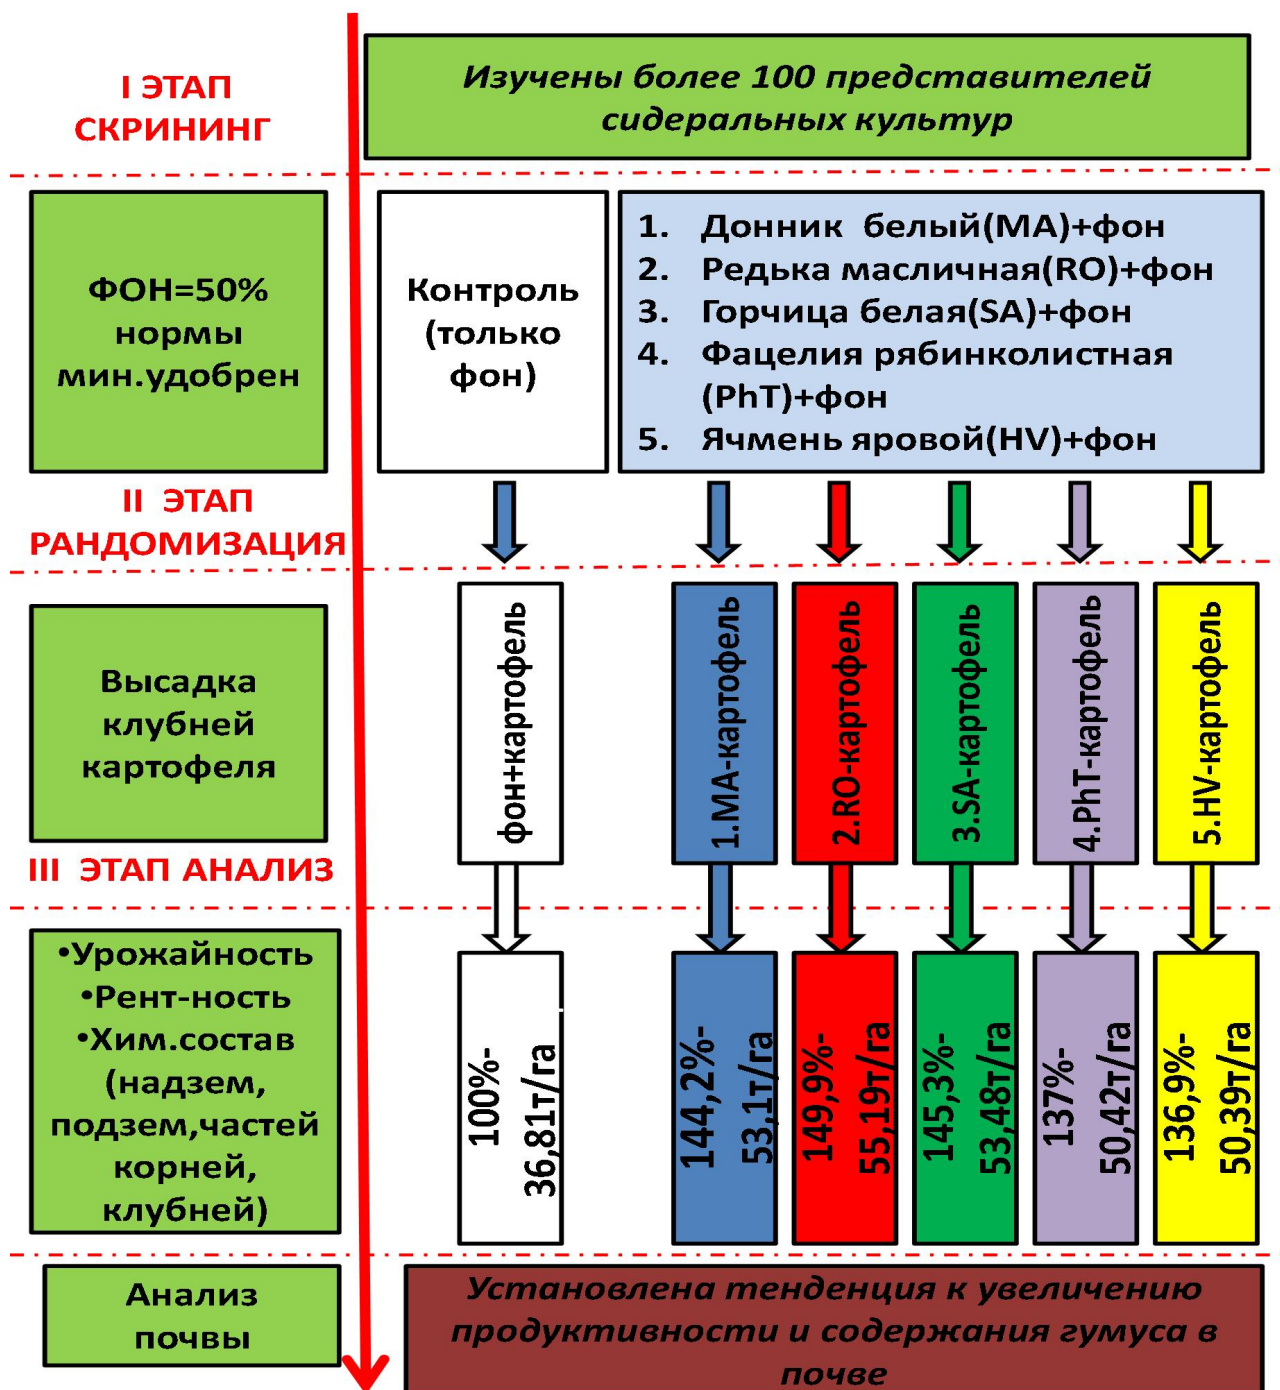 I ЭТАП
СКРИНИНГ
Изучены более 100 представителей
сидеральных культур
ФОН=50%
нормы
мин.удобрен
Контроль
(только
фон)
1. Донник белый(МА)+фон
2. Редька масличная(RO)+фон
3. Горчица белая(SA)+фон
4. Фацелия рябинколистная
(PhT)+фон
5. Ячмень яровой(HV)+фон
II ЭТАП
РАНДОМИЗАЦИЯ
Высадка
клубней
картофеля
фон+картофель
1.МА-картофель
2.RO-картофель
3.SA-картофель
4.PhT-картофель
5.HV-картофель
III ЭТАП АНАЛИЗ
•Урожайность
•Рент-ность
•Хим.состав
(надзем,
подзем,частей
корней,
клубней)
100%-
36,81т/га
144,2%-
53,1т/га
149,9%-
55,19т/га
145,3%-
53,48т/га
137%-
50,42т/га
136,9%-
50,39т/га
Анализ
почвы
Установлена тенденция к увеличению
продуктивности и содержания гумуса в
почве